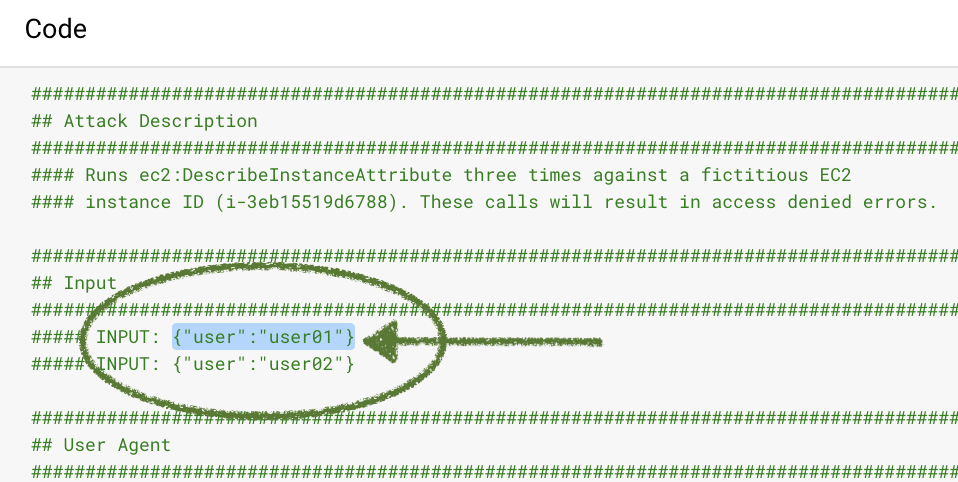 Code
######################################################################################
## Attack Description
######################################################################################
#### Runs ec2:DescribeInstanceAttribute three times against a fictitious EC2
#### instance ID (i-3eb15519d6788). These calls will result in access denied errors.
######################################################################################
## Input
######################################################################################
##### INPUT: {"user":"user01"}
##### INPUT: {"user":"user02"}
######################################################################################
## User Agent
######################################################################################